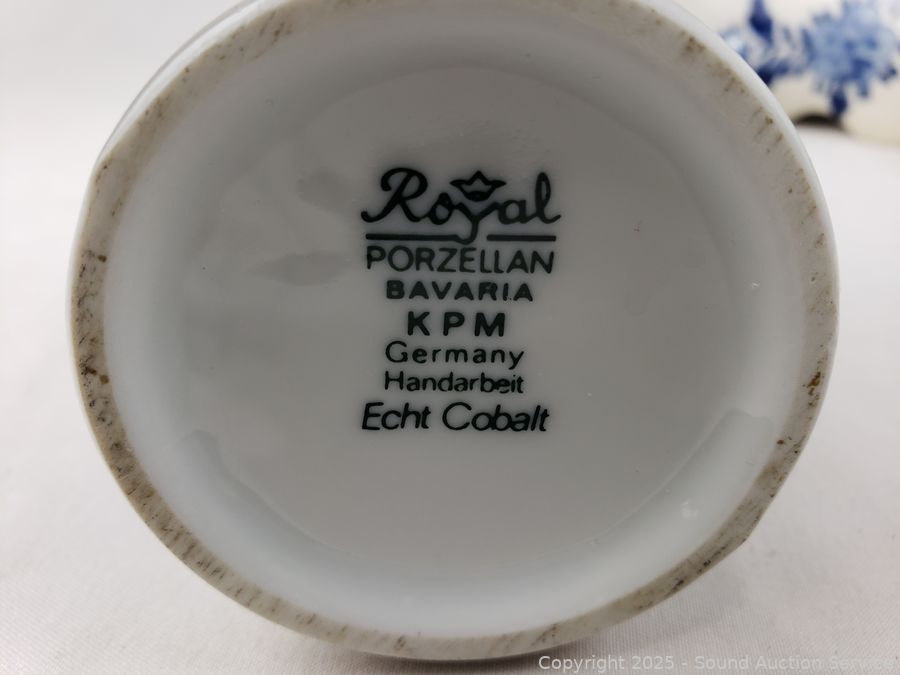 Royal
PORZELLAN
BAVARIA
KPM
Germany
Handarbeit
Echt Cobalt
Copyright 2025 - Sound Auction Service